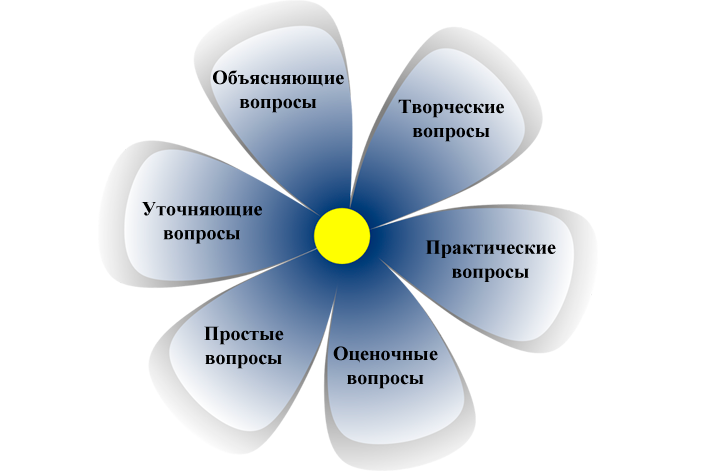 Объясняющие
вопросы
Творческие
вопросы
Уточняющие
вопросы
Практические
вопросы
Простые
вопросы
Оценочные
вопросы